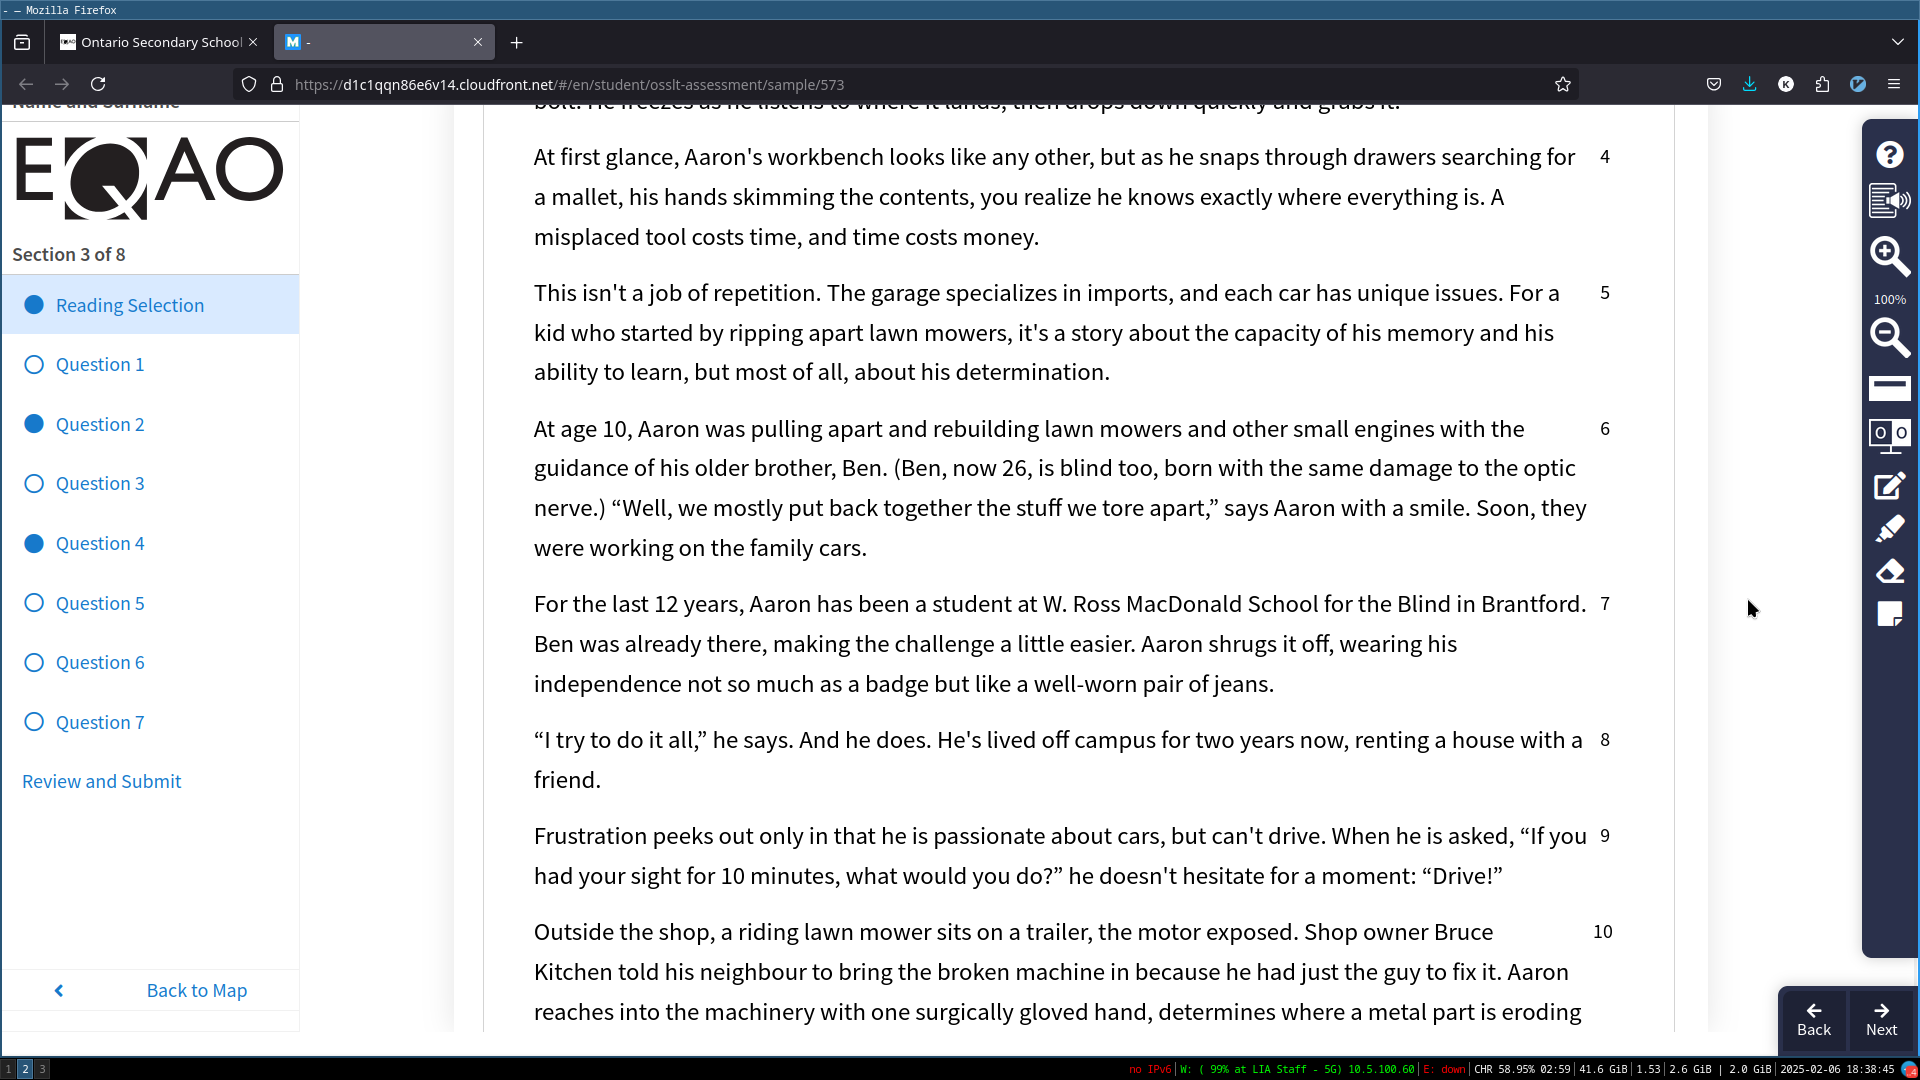 - — Mozilla Firefox
Ontario Secondary School
-
https://d1c1qqn86e6v14.cloudfront.net/#/en/student/osslt-assessment/sample/573
Name and Surname
EQAO
Section 3 of 8
Reading Selection
Question 1
Question 2
Question 3
Question 4
Question 5
Question 6
Question 7
Review and Submit
Back to Map
bolt. He freezes as he listens to where it lands, then drops down quickly and grabs it.
At first glance, Aaron's workbench looks like any other, but as he snaps through drawers searching for 4
a mallet, his hands skimming the contents, you realize he knows exactly where everything is. A
misplaced tool costs time, and time costs money.
This isn't a job of repetition. The garage specializes in imports, and each car has unique issues. For a 5
kid who started by ripping apart lawn mowers, it's a story about the capacity of his memory and his
ability to learn, but most of all, about his determination.
At age 10, Aaron was pulling apart and rebuilding lawn mowers and other small engines with the 6
guidance of his older brother, Ben. (Ben, now 26, is blind too, born with the same damage to the optic
nerve.) “Well, we mostly put back together the stuff we tore apart,” says Aaron with a smile. Soon, they
were working on the family cars.
For the last 12 years, Aaron has been a student at W. Ross MacDonald School for the Blind in Brantford. 7
Ben was already there, making the challenge a little easier. Aaron shrugs it off, wearing his
independence not so much as a badge but like a well-worn pair of jeans.
“I try to do it all,” he says. And he does. He's lived off campus for two years now, renting a house with a 8
friend.
Frustration peeks out only in that he is passionate about cars, but can't drive. When he is asked, “If you 9
had your sight for 10 minutes, what would you do?” he doesn't hesitate for a moment: “Drive!”
Outside the shop, a riding lawn mower sits on a trailer, the motor exposed. Shop owner Bruce 10
Kitchen told his neighbour to bring the broken machine in because he had just the guy to fix it. Aaron
reaches into the machinery with one surgically gloved hand, determines where a metal part is eroding
100%
Back
Next
1 2 3
no IPv6 | W: ( 99% at LIA Staff - 5G) 10.5.100.60 | E: down | CHR 58.95% 02:59 | 41.6 GiB | 1.53 | 2.6 GiB | 2.0 GiB | 2025-02-06 18:38:45